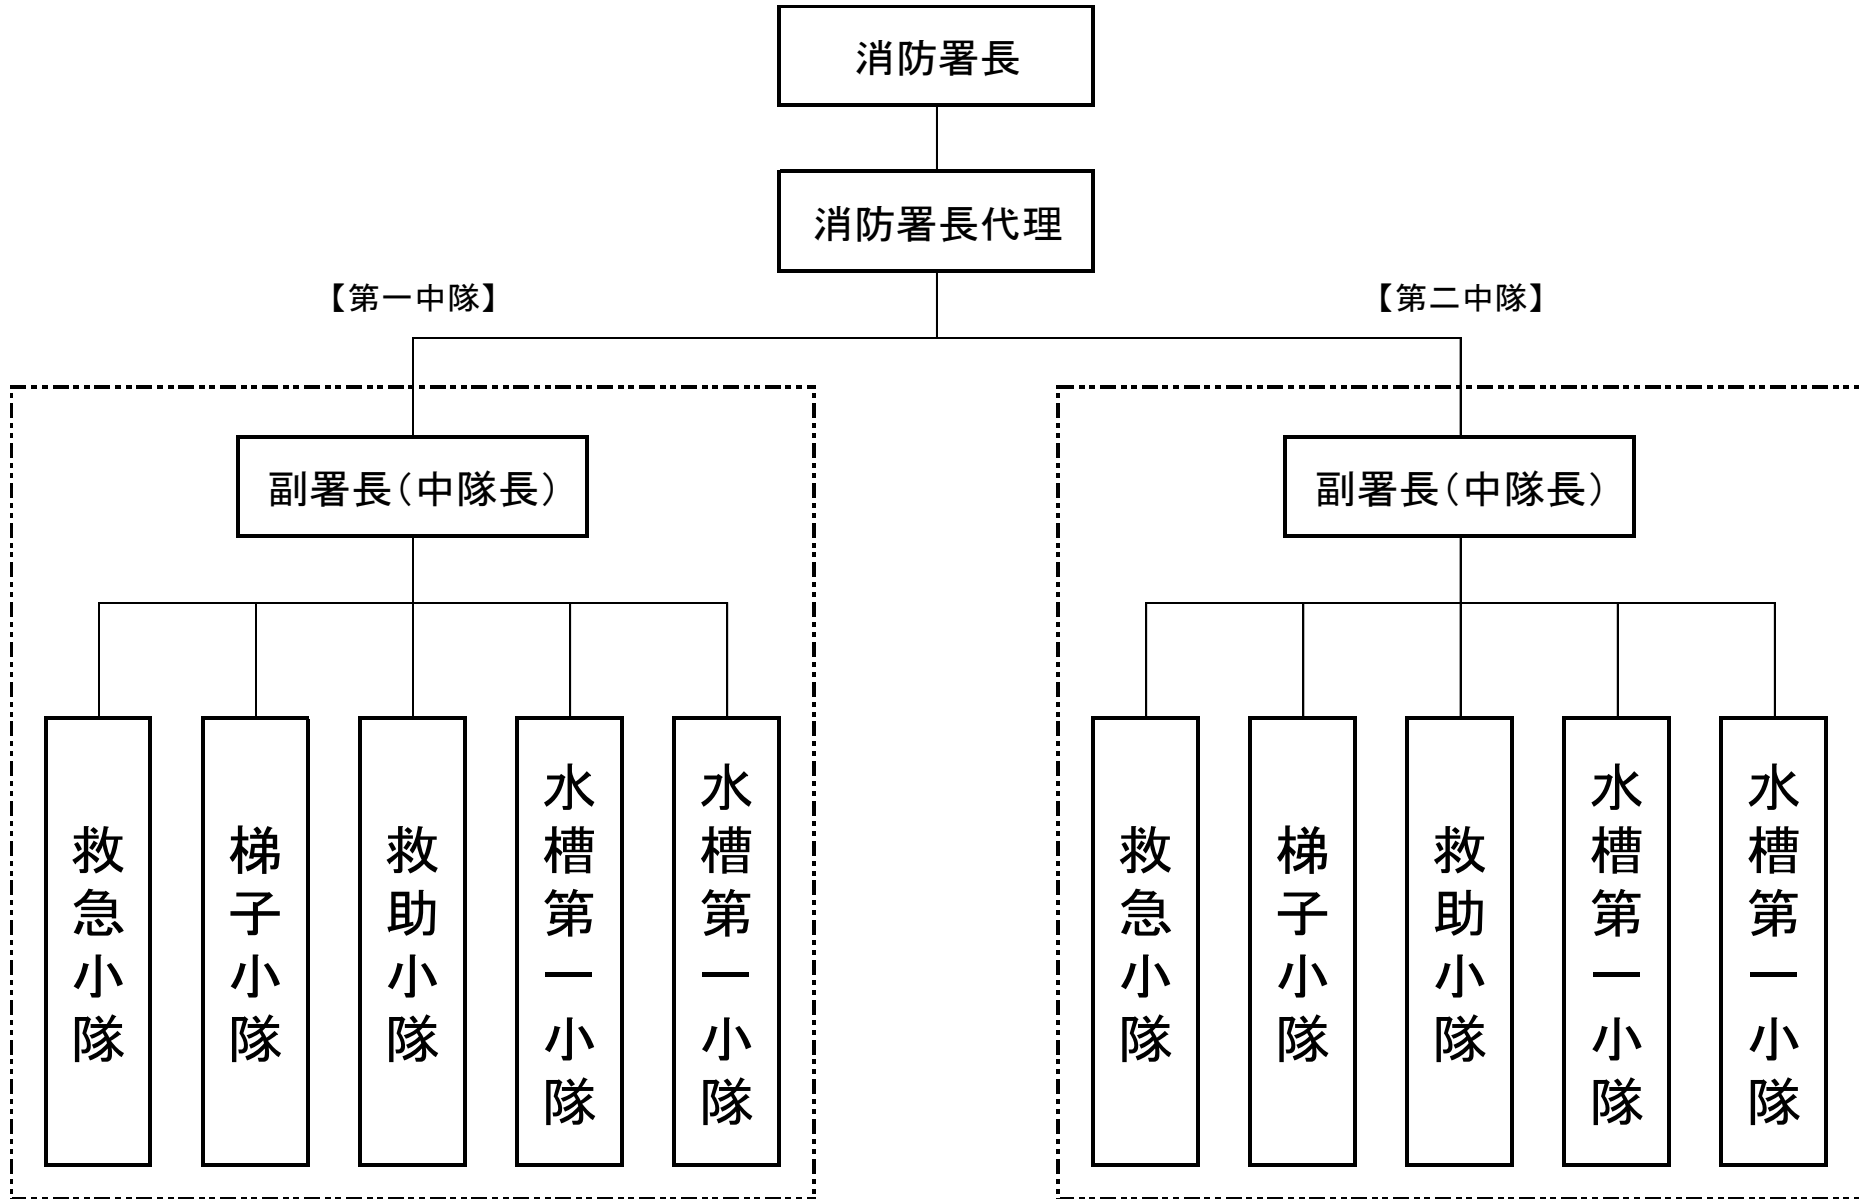 消防署長
消防署長代理
【第一中隊】
【第二中隊】
副署長(中隊長)
副署長(中隊長)
救急小隊
梯子小隊
救助小隊
水槽第一小隊
水槽第一小隊
救急小隊
梯子小隊
救助小隊
水槽第一小隊
水槽第一小隊